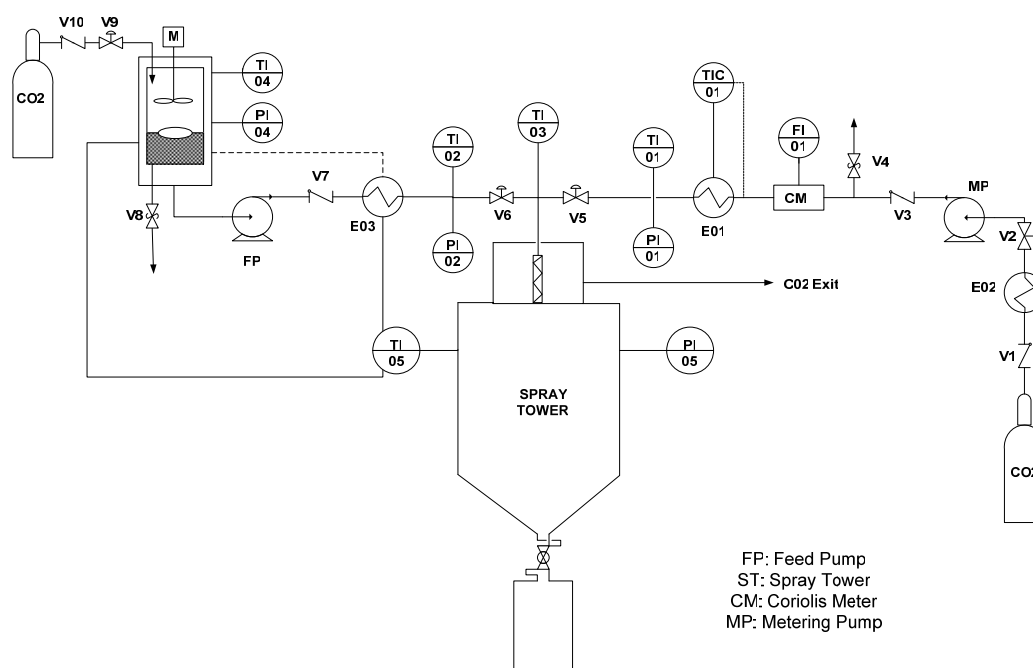 V10
V9
M
CO2
TI
04
PI
04
V8
FP
V7
E03
TI
02
PI
02
V6
TI
03
V5
TI
01
PI
01
TIC
01
E01
FI
01
CM
V4
V3
MP
V2
E02
V1
CO2
C02 Exit
TI
05
PI
05
SPRAY
TOWER
FP: Feed Pump
ST: Spray Tower
CM: Coriolis Meter
MP: Metering Pump